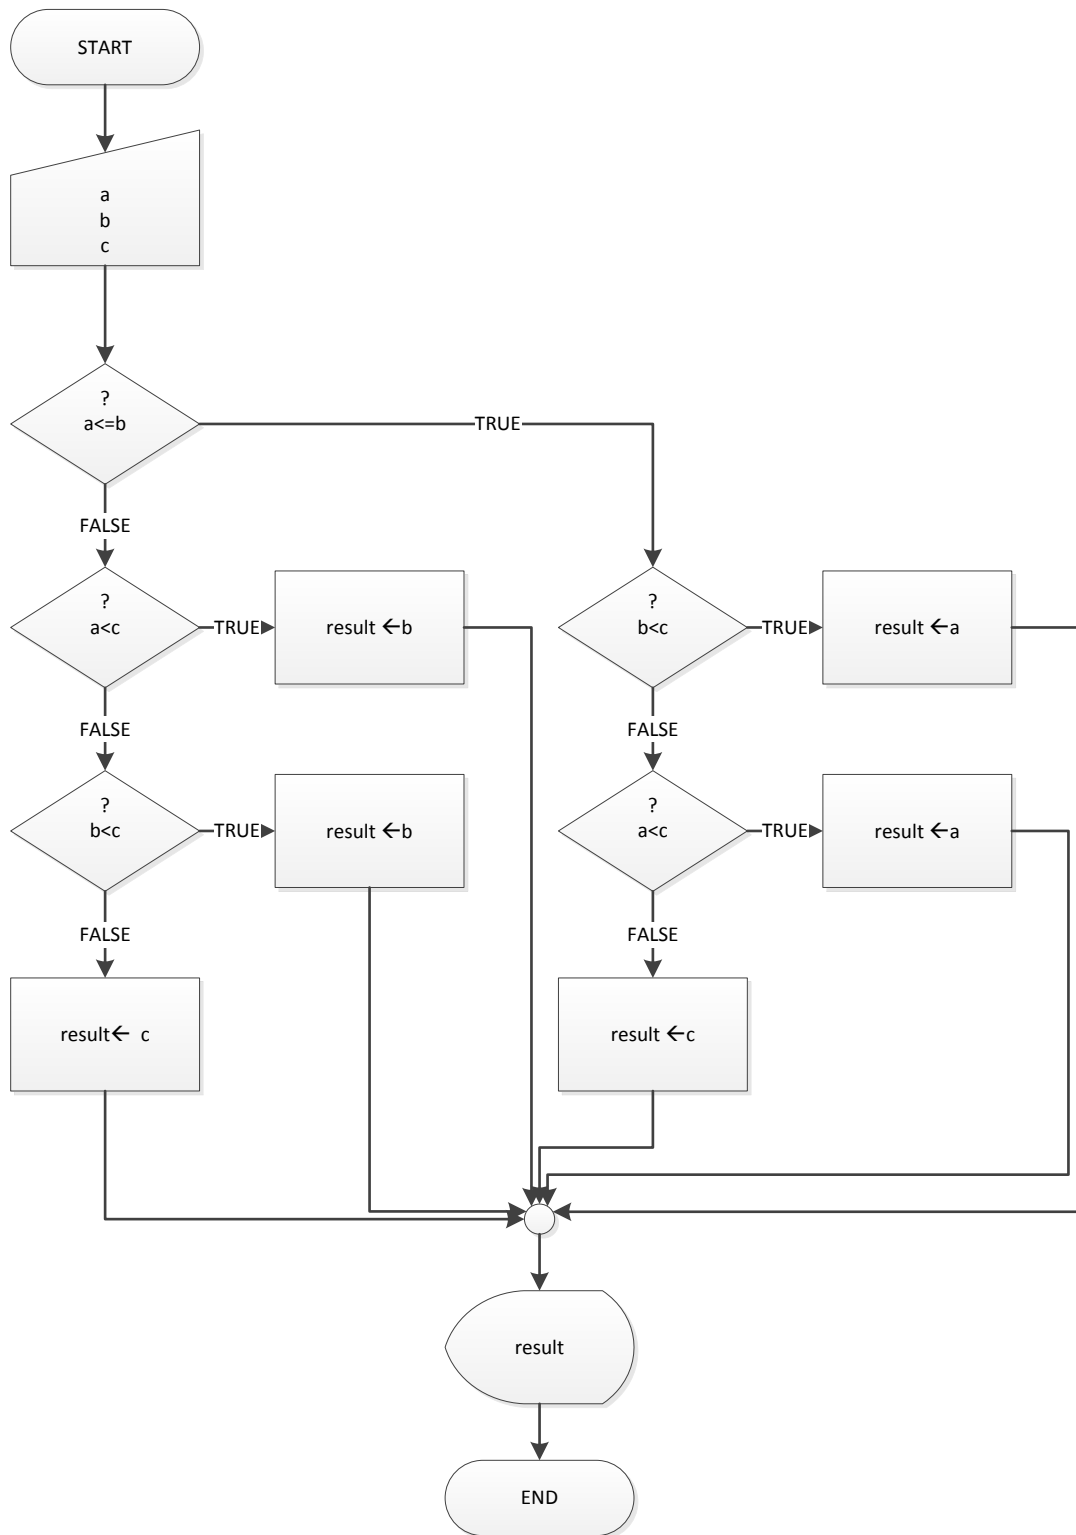 START
a
b
c
?
a<=b
TRUE
FALSE
?
a<c
TRUE
result ←b
?
b<c
TRUE
result ←a
FALSE
FALSE
?
b<c
TRUE
result ←b
?
a<c
TRUE
result ←a
FALSE
FALSE
result← c
result ←c
result
END